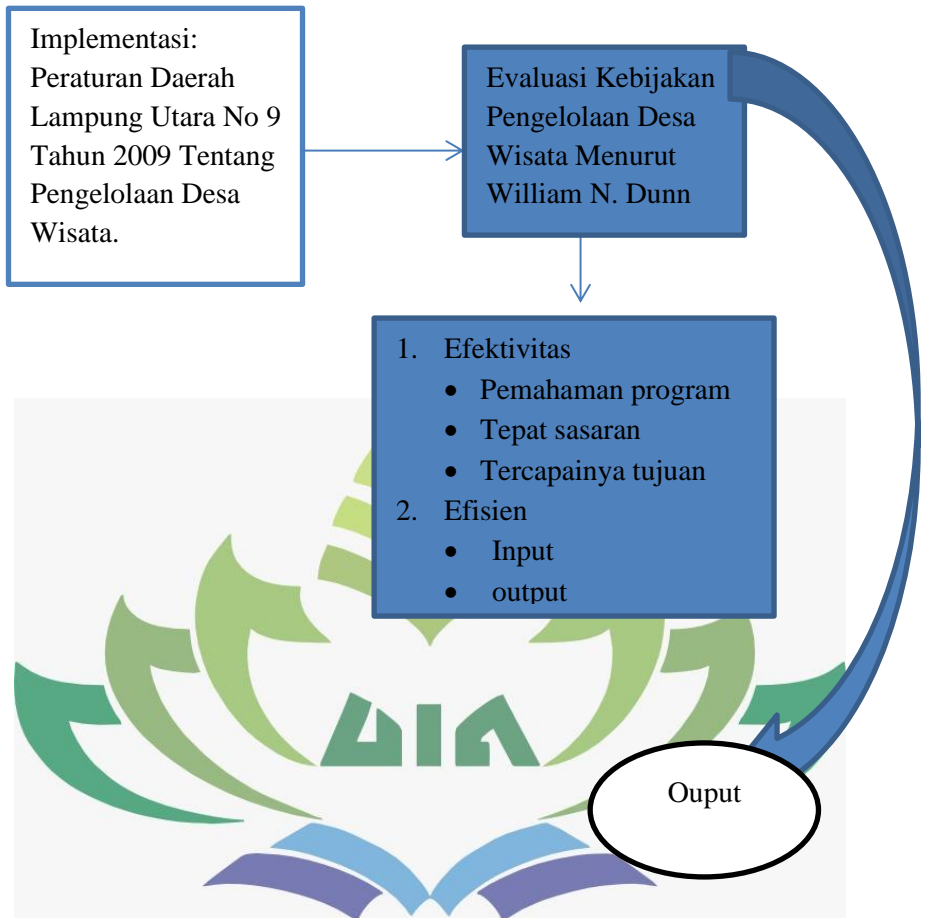 Implementasi:
Peraturan Daerah
Lampung Utara No 9
Tahun 2009 Tentang
Pengelolaan Desa
Wisata.
Evaluasi Kebijakan
Pengelolaan Desa
Wisata Menurut
William N. Dunn
1. Efektivitas
• Pemahaman program
• Tepat sasaran
• Tercapainya tujuan
2. Efisien
• Input
• output
UIN
Ouput